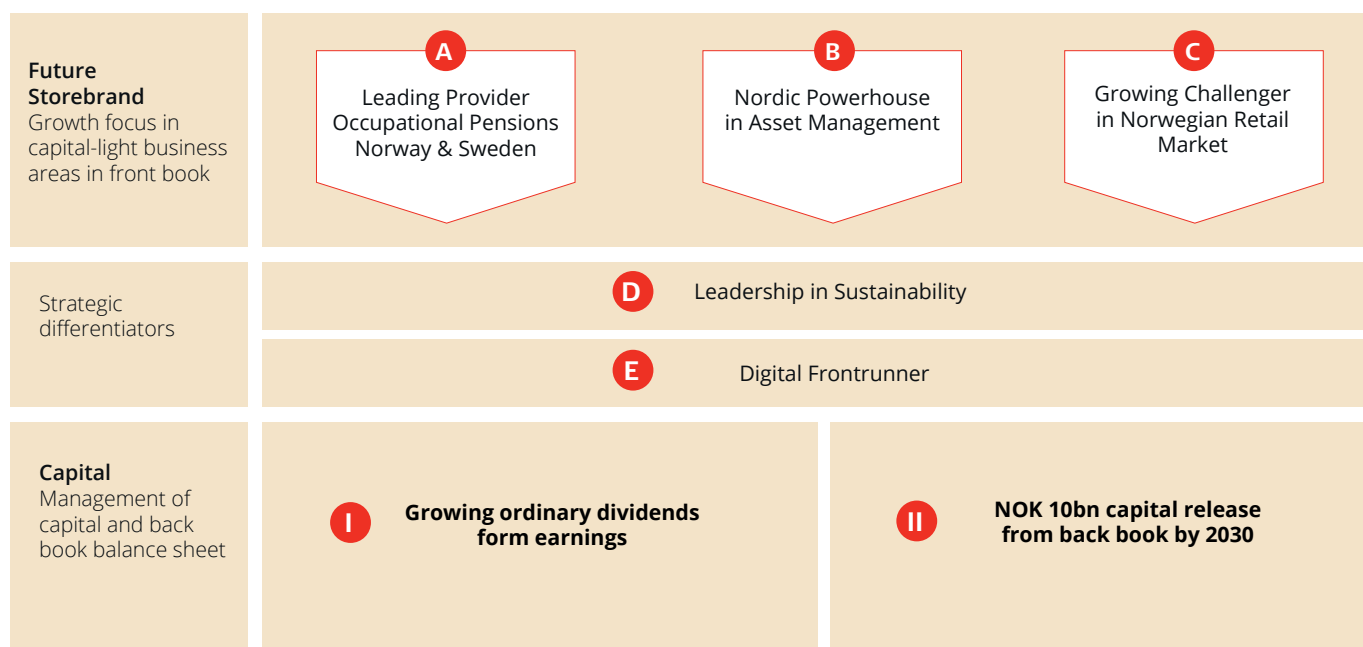 Future
Storebrand
Growth focus in
capital-light business
areas in front book
A
Leading Provider
Occupational Pensions
Norway & Sweden
B
Nordic Powerhouse
in Asset Management
C
Growing Challenger
in Norwegian Retail
Market
Strategic
differentiators
D
Leadership in Sustainability
E
Digital Frontrunner
Capital
Management of
capital and back
book balance sheet
I
Growing ordinary dividends
form earnings
II
NOK 10bn capital release
from back book by 2030